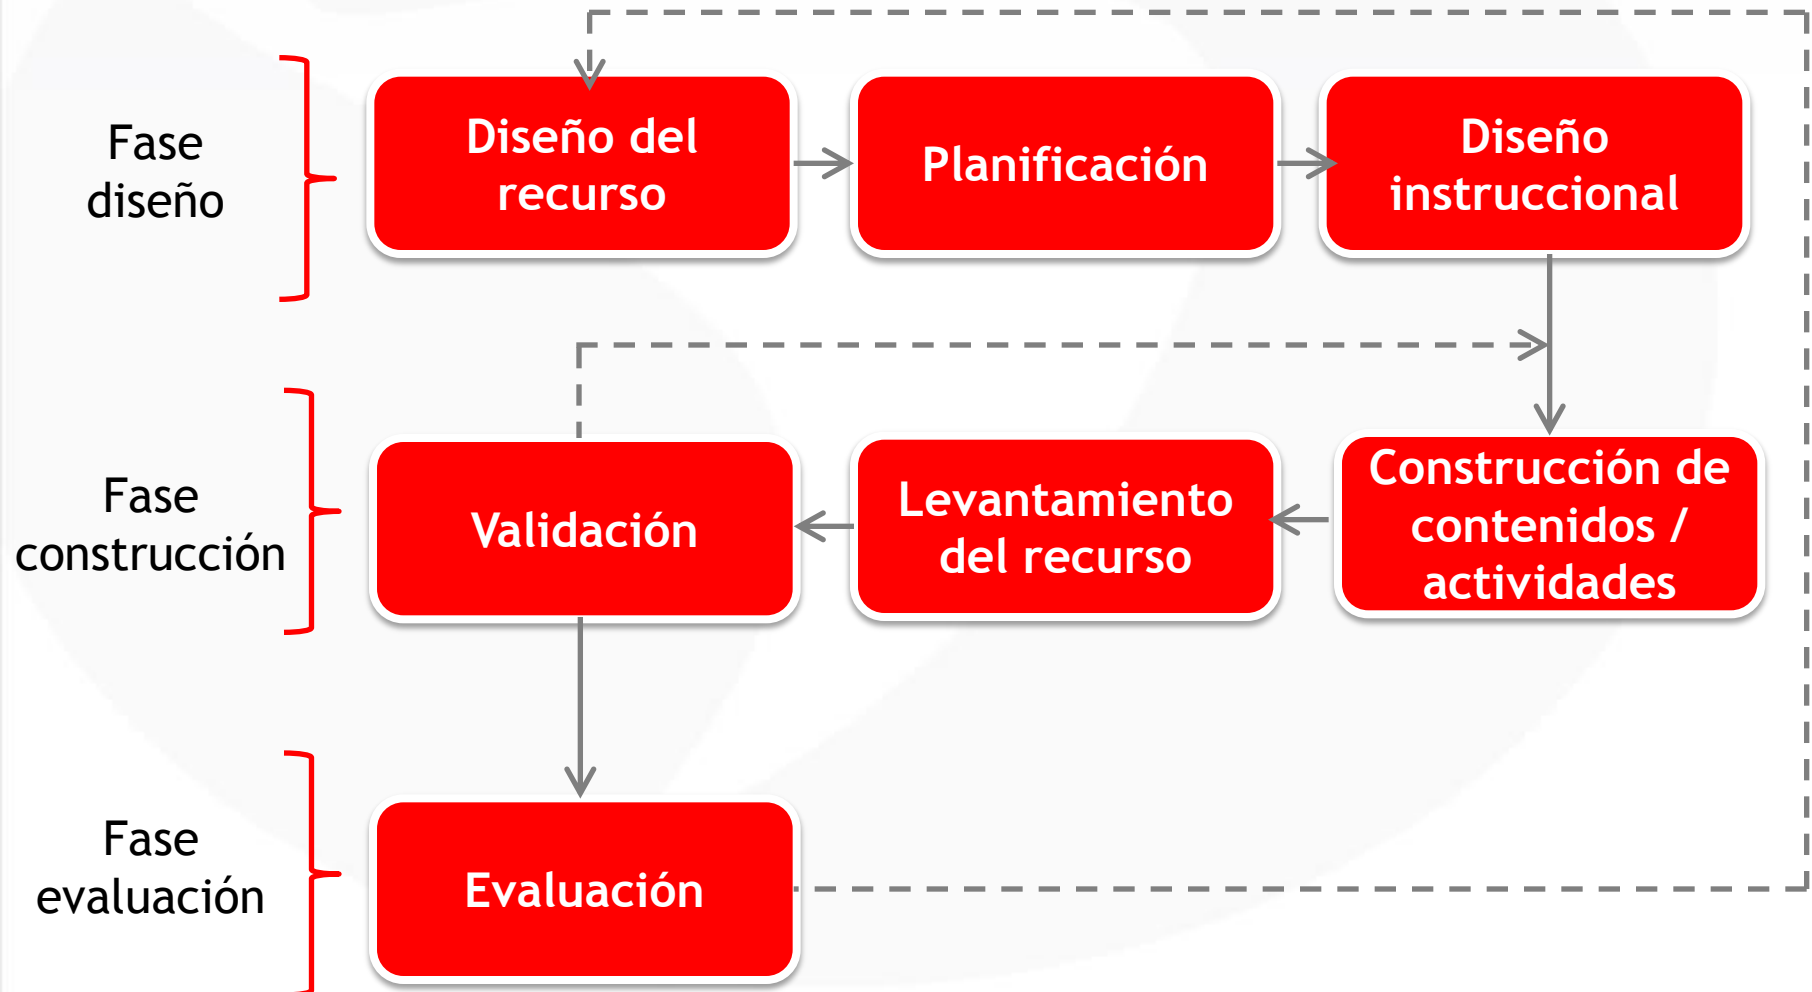 Fase
diseño
Diseño del
recurso
Planificación
Diseño
instruccional
Fase
construcción
Validación
Levantamiento
del recurso
Construcción de
contenidos /
actividades
Fase
evaluación
Evaluación